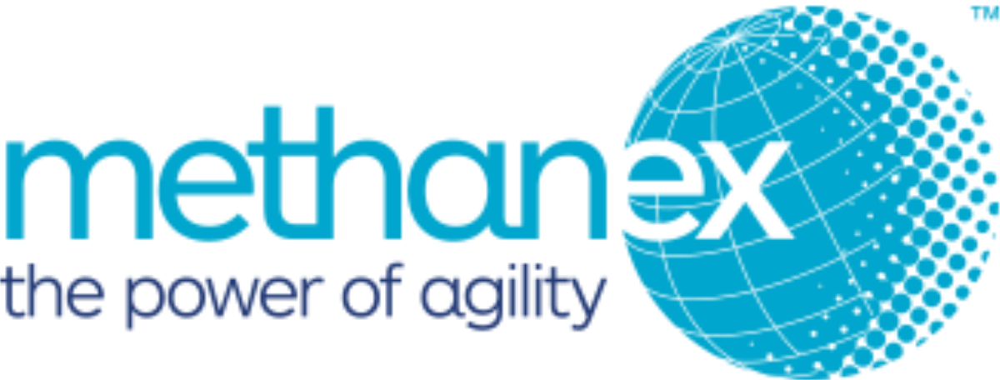 methanex
the power of agility
TM